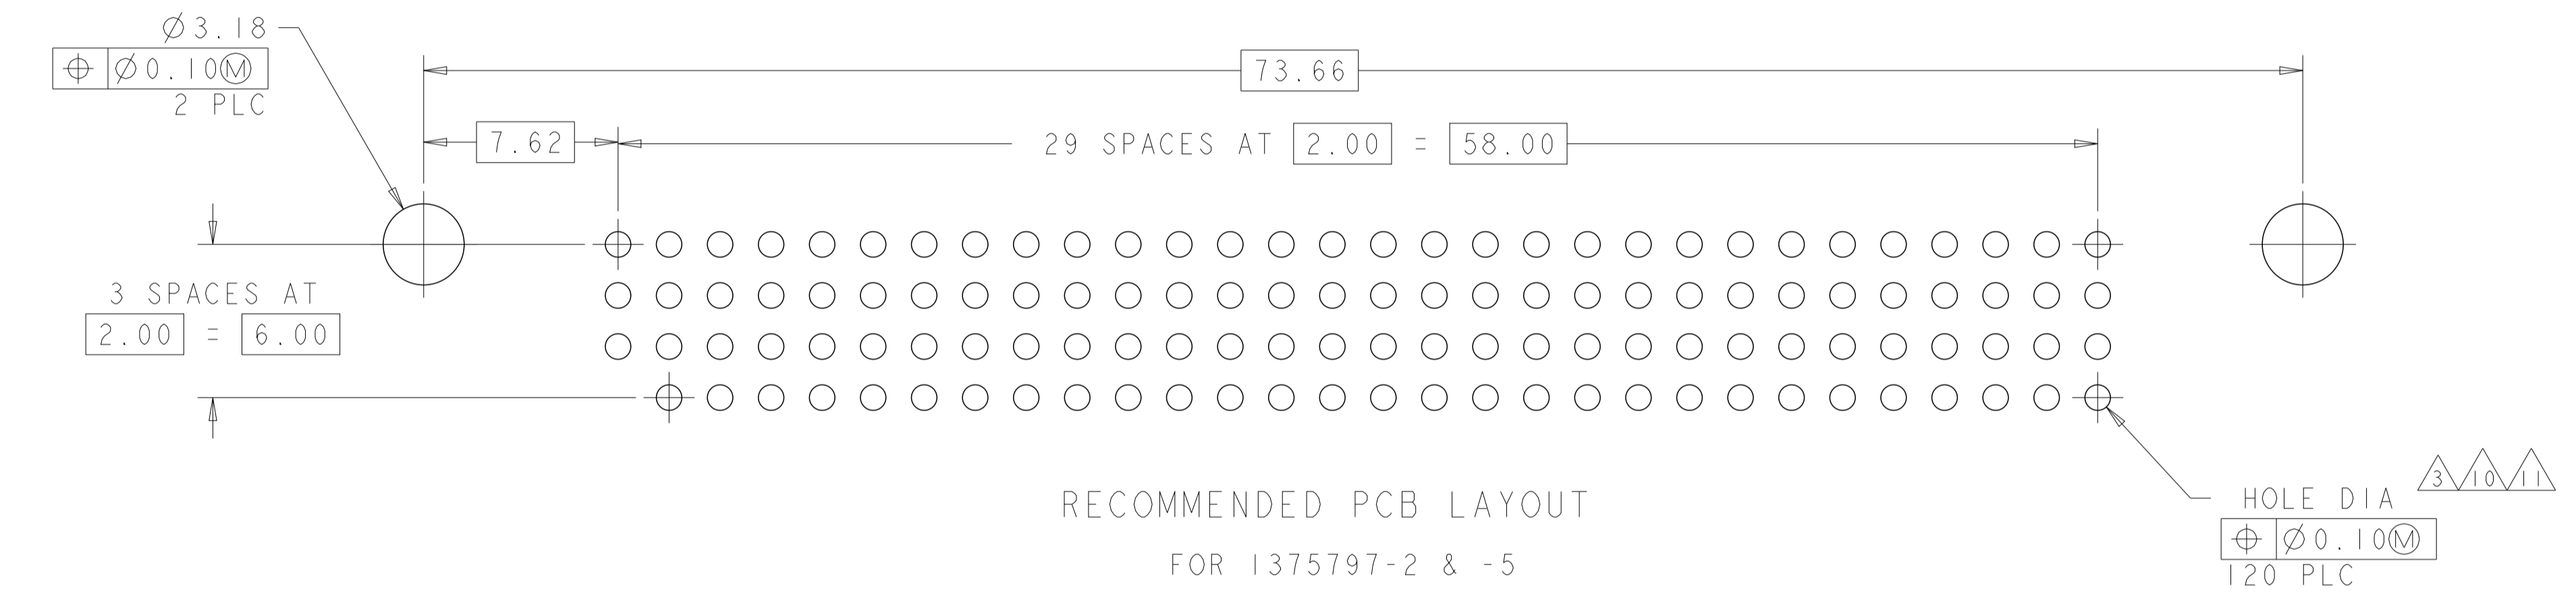 Ø3.18
⌖ Ø0.10Ⓜ
2 PLC
73.66
7.62
29 SPACES AT 2.00 = 58.00
3 SPACES AT
2.00 = 6.00
3 10 11
HOLE DIA
⌖ Ø0.10Ⓜ
120 PLC
RECOMMENDED PCB LAYOUT
FOR 1375797-2 & -5